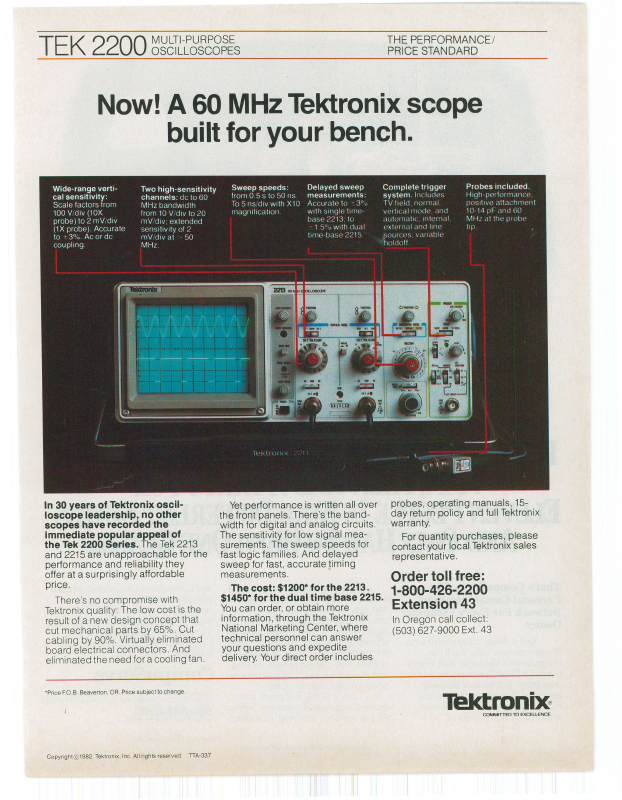 TEK 2200 MULTI-PURPOSE
OSCILLOSCOPES
THE PERFORMANCE/
PRICE STANDARD
Now! A 60 MHz Tektronix scope
built for your bench.
Wide-range verti-
cal sensitivity:
Scale factors from
100 V/div (10X
probe) to 2 mV/div
(1X probe). Accurate
to ±3%. Ac or dc
coupling.
Two high-sensitivity
channels: dc to 60
MHz bandwidth
from 10 V/div to 20
mV/div; extended
sensitivity of 2
mV/div at > 50
MHz.
Sweep speeds:
from 0.5 s to 50 ns.
To 5 ns/div with X10
magnification.
Delayed sweep
measurements:
Accurate to ±3%
with single time-
base 2213; to
±1.5% with dual
time-base 2215.
Complete trigger
system. Includes
TV field, normal,
vertical mode, and
automatic; internal,
external and line
sources; variable
holdoff.
Probes included.
High-performance,
positive attachment
10-14 pF and 60
MHz at the probe
tip.
Tektronix
2213
Tektronix 2213
In 30 years of Tektronix oscil-
loscope leadership, no other
scopes have recorded the
immediate popular appeal of
the Tek 2200 Series. The Tek 2213
and 2215 are unapproachable for the
performance and reliability they
offer at a surprisingly affordable
price.
There's no compromise with
Tektronix quality: The low cost is the
result of a new design concept that
cut mechanical parts by 65%. Cut
cabling by 90%. Virtually eliminated
board electrical connectors. And
eliminated the need for a cooling fan.
Yet performance is written all over
the front panels. There's the band-
width for digital and analog circuits.
The sensitivity for low signal mea-
surements. The sweep speeds for
fast logic families. And delayed
sweep for fast, accurate timing
measurements.
The cost: $1200* for the 2213.
$1450* for the dual time base 2215.
You can order, or obtain more
information, through the Tektronix
National Marketing Center, where
technical personnel can answer
your questions and expedite
delivery. Your direct order includes
probes, operating manuals, 15-
day return policy and full Tektronix
warranty.
For quantity purchases, please
contact your local Tektronix sales
representative.
Order toll free:
1-800-426-2200
Extension 43
In Oregon call collect:
(503) 627-9000 Ext. 43
*Price F.O.B. Beaverton, OR. Price subject to change.
Tektronix®
COMMITTED TO EXCELLENCE
Copyright © 1982, Tektronix, Inc. All rights reserved. TTA-337